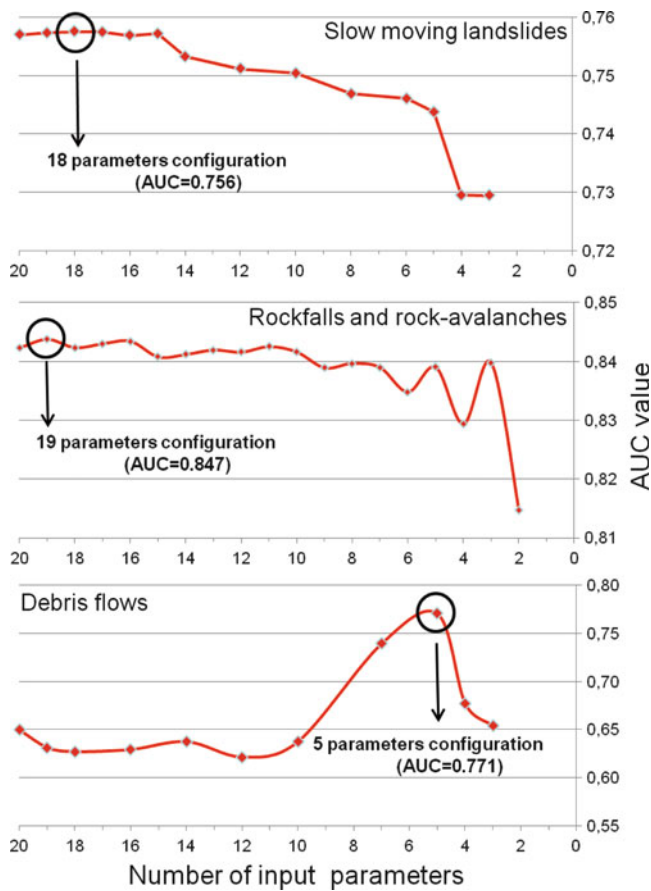 Slow moving landslides
0,76
0,75
0,74
0,73
0,72
18 parameters configuration
(AUC=0.756)
20 18 16 14 12 10 8 6 4 2 0
Rockfalls and rock-avalanches
0,85
0,84
0,83
0,82
0,81
19 parameters configuration
(AUC=0.847)
20 18 16 14 12 10 8 6 4 2 0
AUC value
Debris flows
0,80
0,75
0,70
0,65
0,60
0,55
5 parameters configuration
(AUC=0.771)
20 18 16 14 12 10 8 6 4 2 0
Number of input parameters